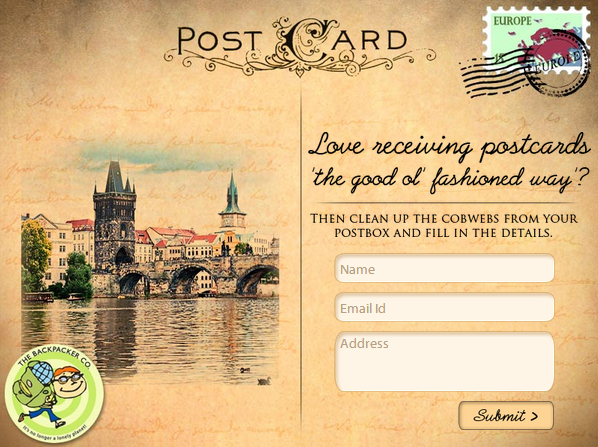 POST CARD
EUROPE
15
EUROPE
Love receiving postcards
'the good ol' fashioned way'?
THEN CLEAN UP THE COBWEBS FROM YOUR
POSTBOX AND FILL IN THE DETAILS.
Name
Email Id
Address
Submit >
THE BACKPACKER CO.
It's no longer a lonely planet!